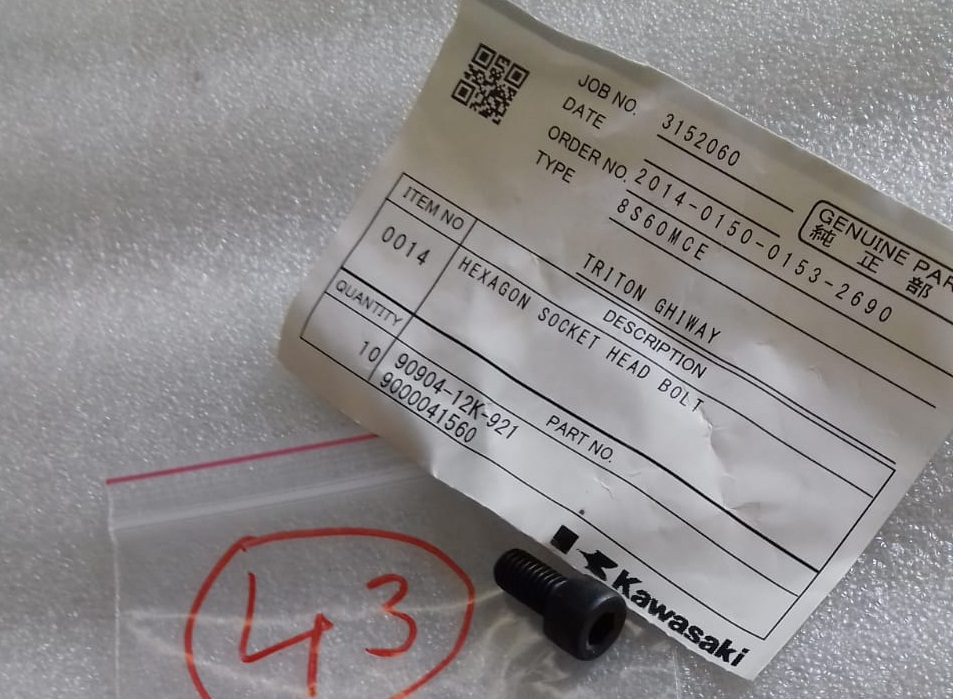 JOB NO. 3152060
DATE
ORDER NO. 2014-0150-0153-2690
TYPE 8S60MCE
GENUINE PAR
純 正 部
TRITON GHIWAY
ITEM NO DESCRIPTION
0014 HEXAGON SOCKET HEAD BOLT
QUANTITY PART NO.
10 90904-12K-921
9000041560
Kawasaki
43